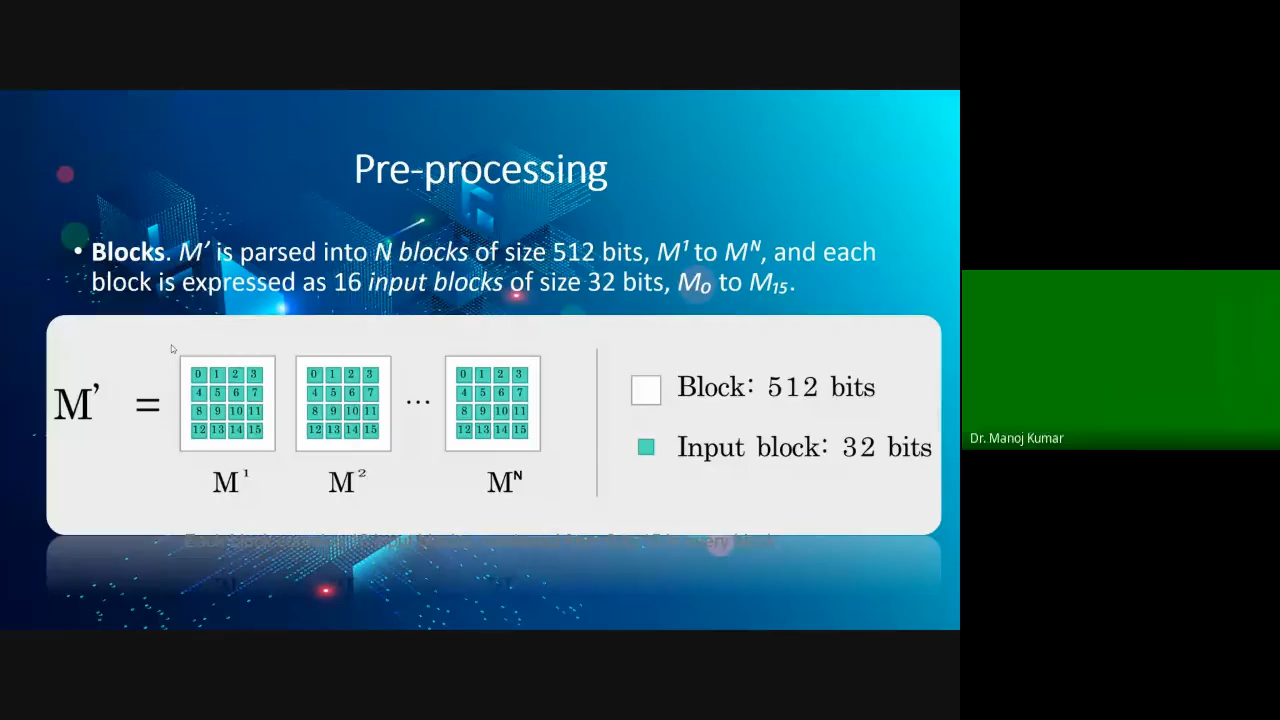 Pre-processing
• Blocks. M’ is parsed into N blocks of size 512 bits, M¹ to Mᴺ, and each
block is expressed as 16 input blocks of size 32 bits, M₀ to M₁₅.
M’ =
0 1 2 3
4 5 6 7
8 9 10 11
12 13 14 15
M¹
0 1 2 3
4 5 6 7
8 9 10 11
12 13 14 15
M²
...
0 1 2 3
4 5 6 7
8 9 10 11
12 13 14 15
Mᴺ
Block: 512 bits
Input block: 32 bits
Dr. Manoj Kumar